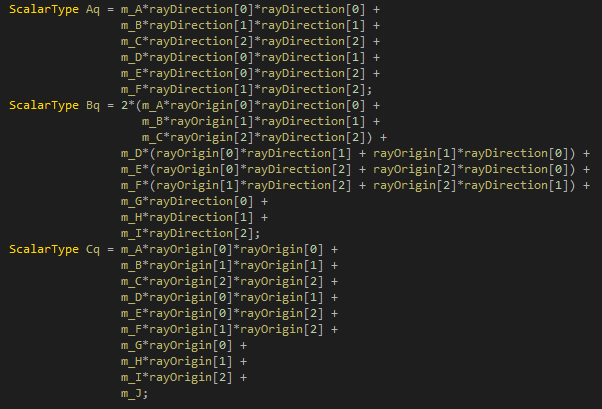 ScalarType Aq = m_A*rayDirection[0]*rayDirection[0] +
m_B*rayDirection[1]*rayDirection[1] +
m_C*rayDirection[2]*rayDirection[2] +
m_D*rayDirection[0]*rayDirection[1] +
m_E*rayDirection[0]*rayDirection[2] +
m_F*rayDirection[1]*rayDirection[2];
ScalarType Bq = 2*(m_A*rayOrigin[0]*rayDirection[0] +
m_B*rayOrigin[1]*rayDirection[1] +
m_C*rayOrigin[2]*rayDirection[2]) +
m_D*(rayOrigin[0]*rayDirection[1] + rayOrigin[1]*rayDirection[0]) +
m_E*(rayOrigin[0]*rayDirection[2] + rayOrigin[2]*rayDirection[0]) +
m_F*(rayOrigin[1]*rayDirection[2] + rayOrigin[2]*rayDirection[1]) +
m_G*rayDirection[0] +
m_H*rayDirection[1] +
m_I*rayDirection[2];
ScalarType Cq = m_A*rayOrigin[0]*rayOrigin[0] +
m_B*rayOrigin[1]*rayOrigin[1] +
m_C*rayOrigin[2]*rayOrigin[2] +
m_D*rayOrigin[0]*rayOrigin[1] +
m_E*rayOrigin[0]*rayOrigin[2] +
m_F*rayOrigin[1]*rayOrigin[2] +
m_G*rayOrigin[0] +
m_H*rayOrigin[1] +
m_I*rayOrigin[2] +
m_J;